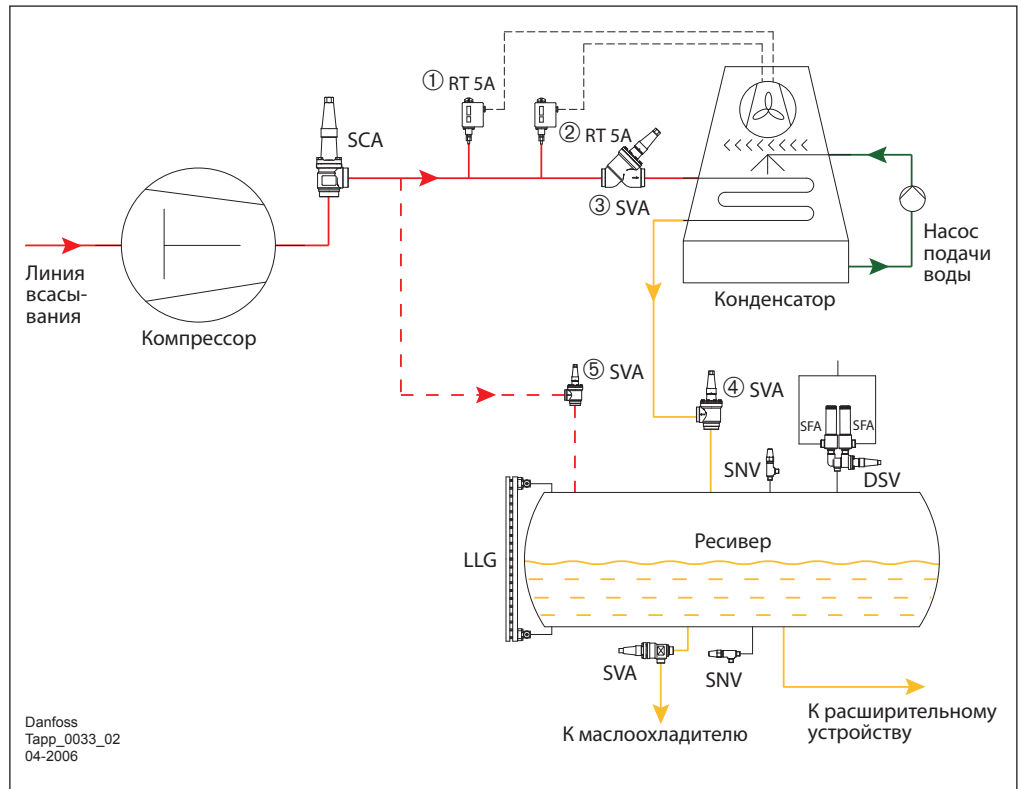 ① RT 5A
② RT 5A
SCA
③ SVA
Насос
подачи
воды
Линия
всасы-
вания
Компрессор
Конденсатор
⑤ SVA
④ SVA
SFA
SFA
SNV
DSV
LLG
Ресивер
SVA
SNV
К маслоохладителю
К расширительному
устройству
Danfoss
Tapp_0033_02
04-2006